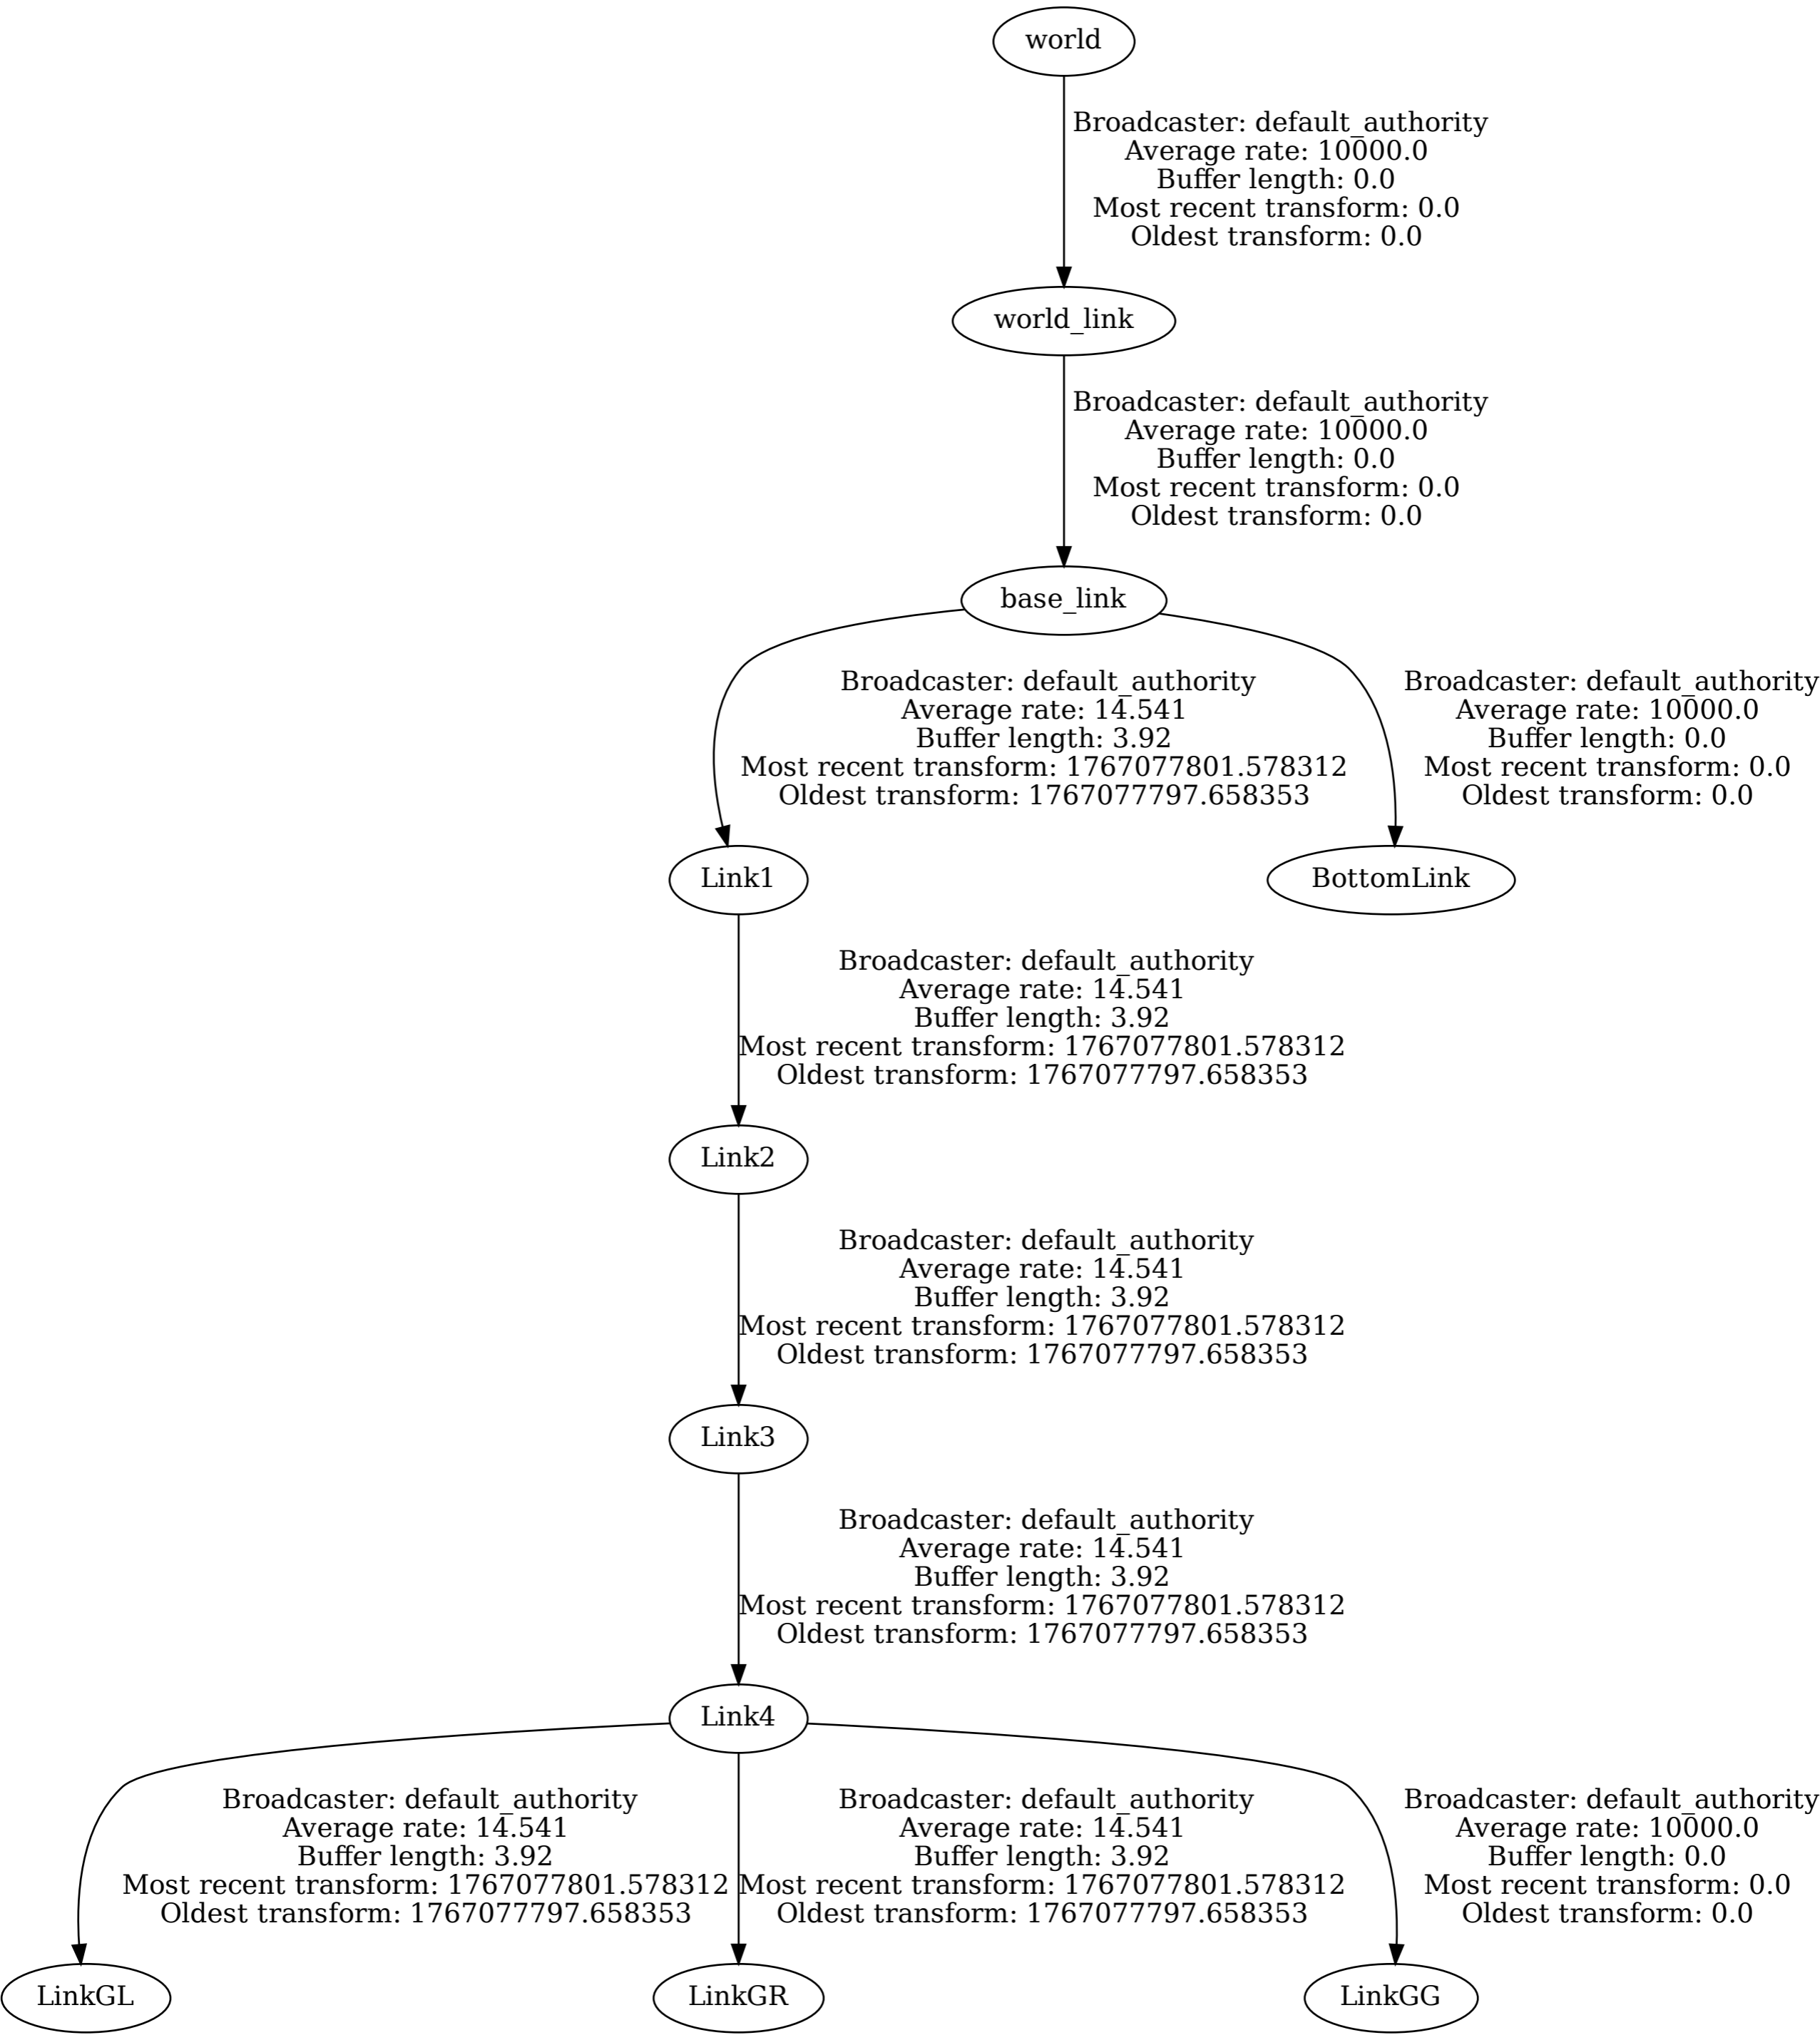 world
Broadcaster: default_authority
Average rate: 10000.0
Buffer length: 0.0
Most recent transform: 0.0
Oldest transform: 0.0
world_link
Broadcaster: default_authority
Average rate: 10000.0
Buffer length: 0.0
Most recent transform: 0.0
Oldest transform: 0.0
base_link
Broadcaster: default_authority
Average rate: 14.541
Buffer length: 3.92
Most recent transform: 1767077801.578312
Oldest transform: 1767077797.658353
Broadcaster: default_authority
Average rate: 10000.0
Buffer length: 0.0
Most recent transform: 0.0
Oldest transform: 0.0
Link1
BottomLink
Broadcaster: default_authority
Average rate: 14.541
Buffer length: 3.92
Most recent transform: 1767077801.578312
Oldest transform: 1767077797.658353
Link2
Broadcaster: default_authority
Average rate: 14.541
Buffer length: 3.92
Most recent transform: 1767077801.578312
Oldest transform: 1767077797.658353
Link3
Broadcaster: default_authority
Average rate: 14.541
Buffer length: 3.92
Most recent transform: 1767077801.578312
Oldest transform: 1767077797.658353
Link4
Broadcaster: default_authority
Average rate: 14.541
Buffer length: 3.92
Most recent transform: 1767077801.578312
Oldest transform: 1767077797.658353
Broadcaster: default_authority
Average rate: 14.541
Buffer length: 3.92
Most recent transform: 1767077801.578312
Oldest transform: 1767077797.658353
Broadcaster: default_authority
Average rate: 10000.0
Buffer length: 0.0
Most recent transform: 0.0
Oldest transform: 0.0
LinkGL
LinkGR
LinkGG